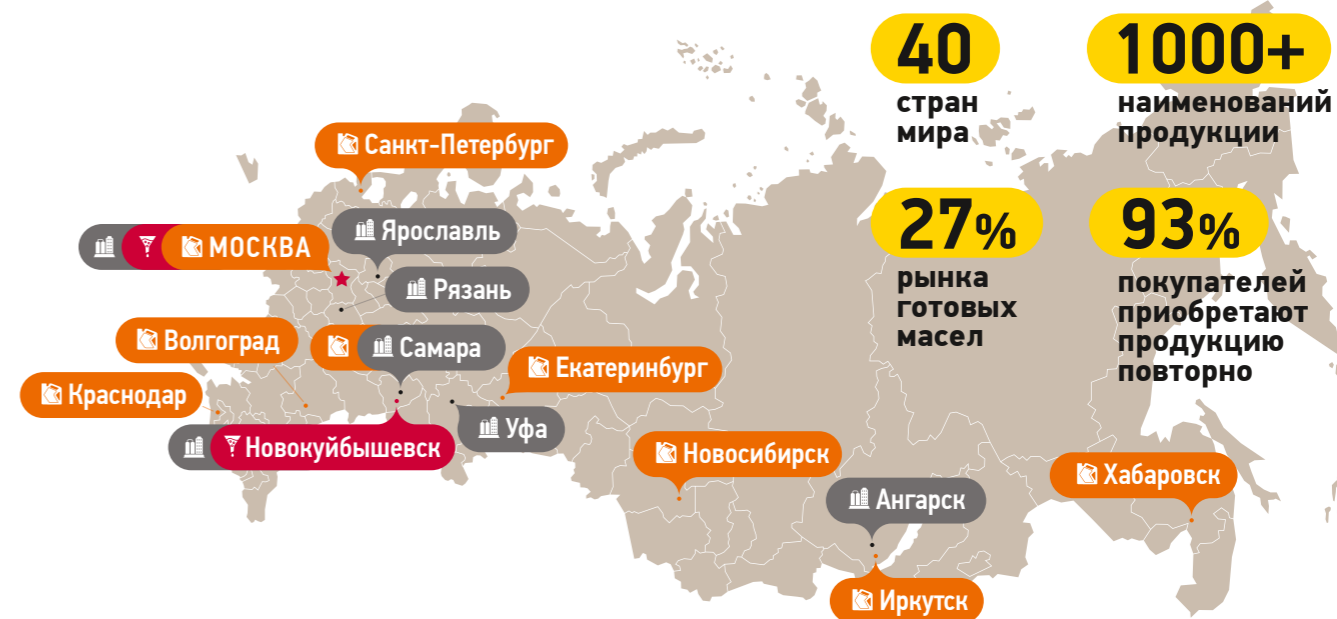 40
стран
мира
1000+
наименований
продукции
27%
рынка
готовых
масел
93%
покупателей
приобретают
продукцию
повторно
Санкт-Петербург
Ярославль
МОСКВА
Рязань
Волгоград
Самара
Екатеринбург
Краснодар
Уфа
Новокуйбышевск
Новосибирск
Хабаровск
Ангарск
Иркутск